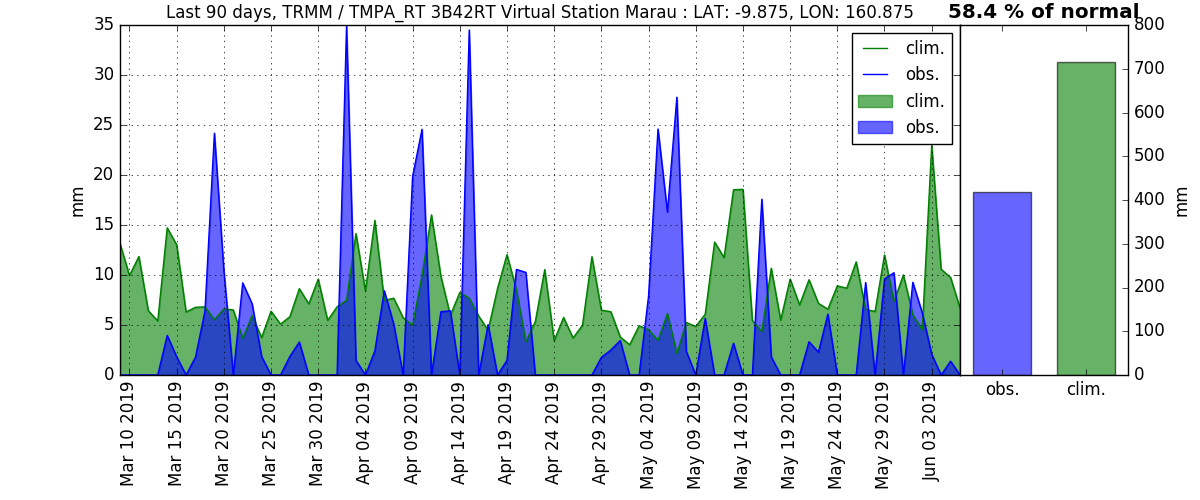 Last 90 days, TRMM / TMPA_RT 3B42RT Virtual Station Marau : LAT: -9.875, LON: 160.875
58.4 % of normal
35
30
25
20
15
10
5
0
mm
clim.
obs.
clim.
obs.
Mar 10 2019
Mar 15 2019
Mar 20 2019
Mar 25 2019
Mar 30 2019
Apr 04 2019
Apr 09 2019
Apr 14 2019
Apr 19 2019
Apr 24 2019
Apr 29 2019
May 04 2019
May 09 2019
May 14 2019
May 19 2019
May 24 2019
May 29 2019
Jun 03 2019
800
700
600
500
400
300
200
100
0
mm
obs.
clim.